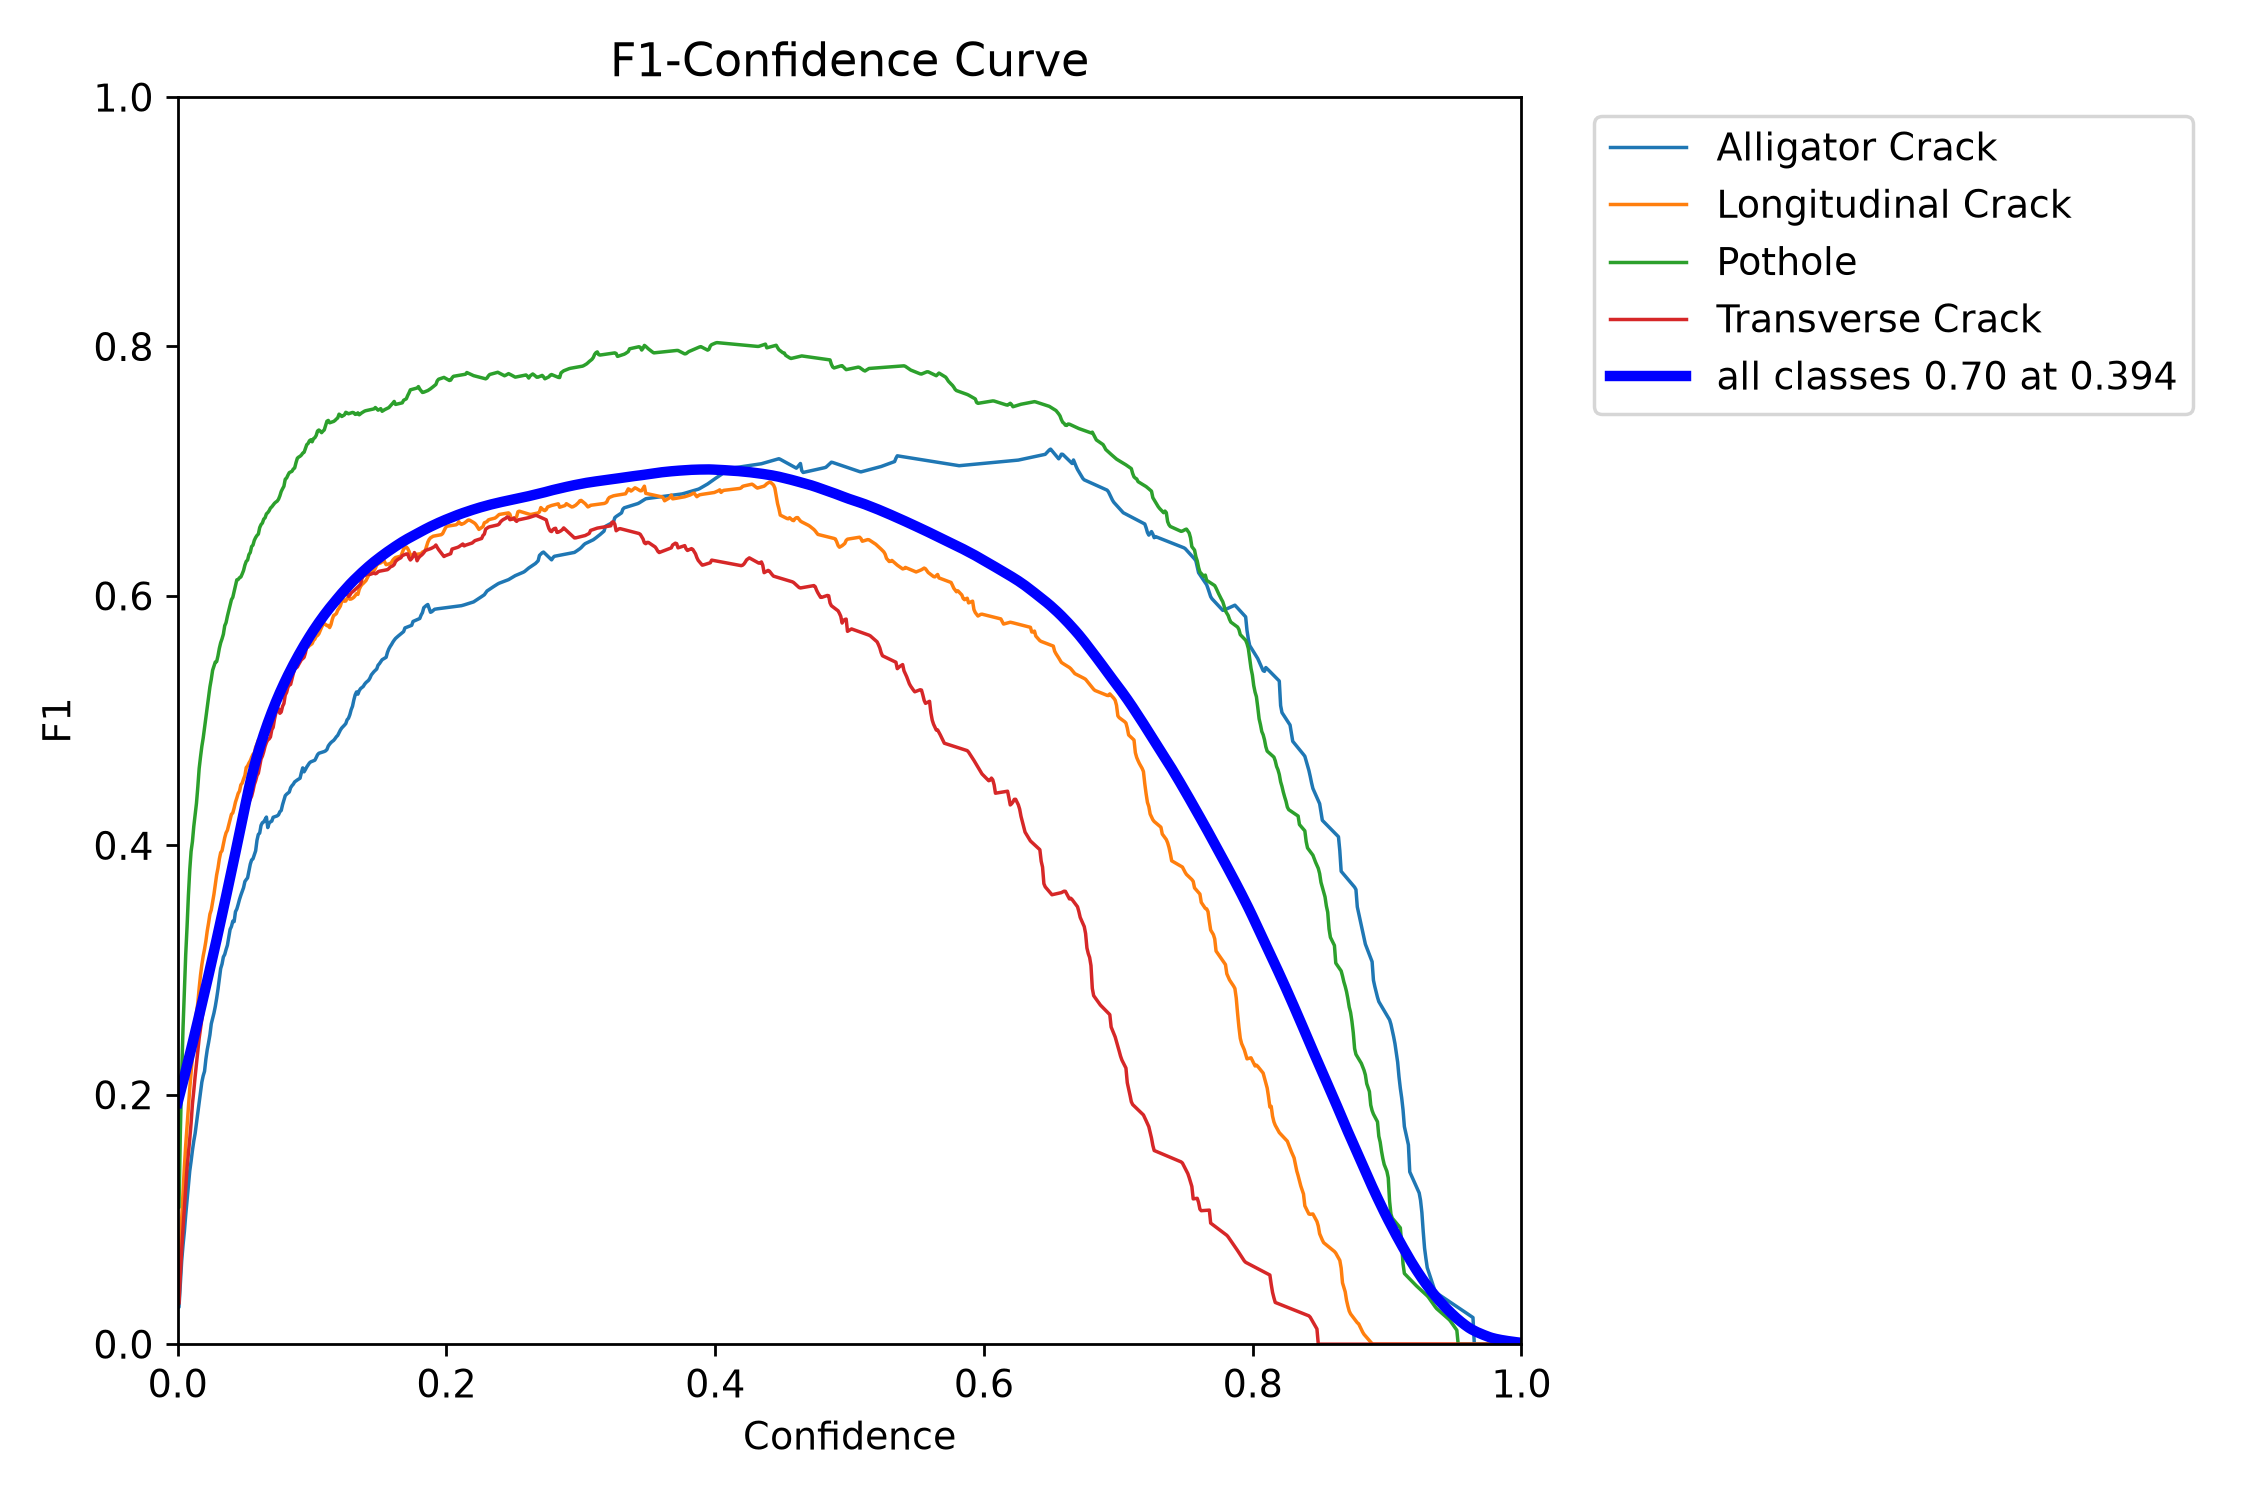 F1-Confidence Curve
1.0
0.8
0.6
0.4
0.2
0.0
F1
0.0 0.2 0.4 0.6 0.8 1.0
Confidence
Alligator Crack
Longitudinal Crack
Pothole
Transverse Crack
all classes 0.70 at 0.394